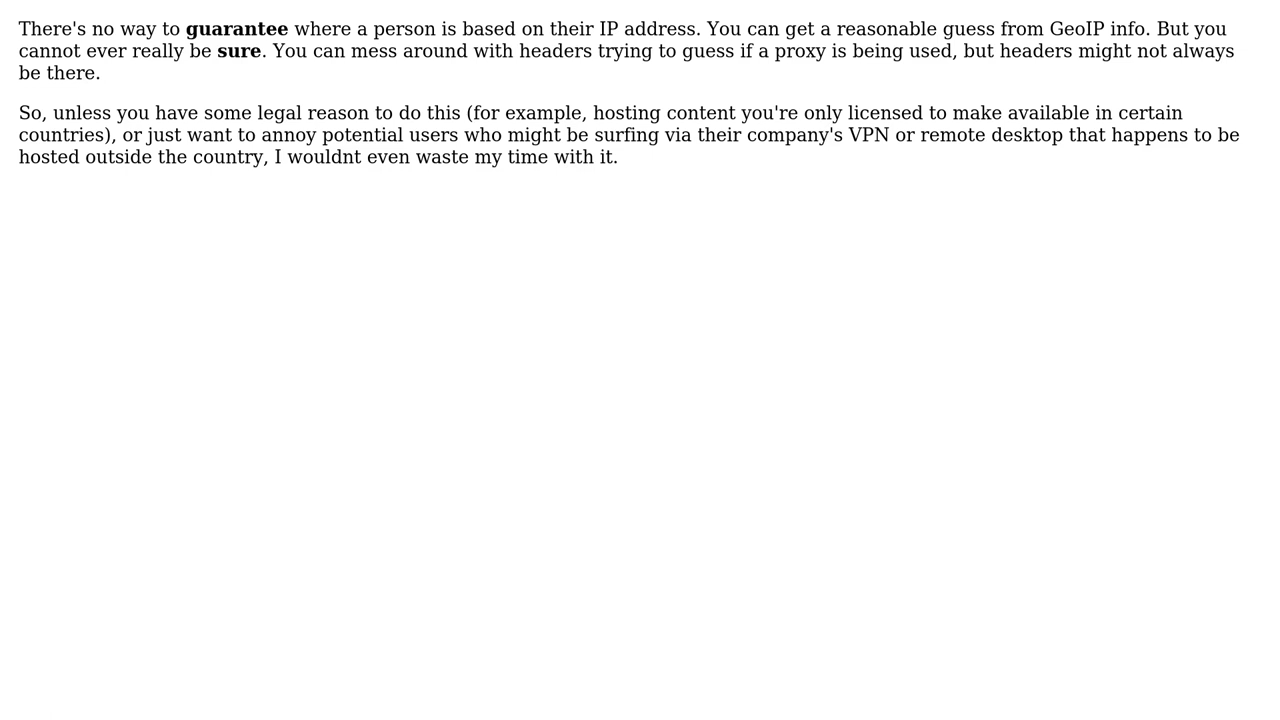 There's no way to guarantee where a person is based on their IP address. You can get a reasonable guess from GeoIP info. But you
cannot ever really be sure. You can mess around with headers trying to guess if a proxy is being used, but headers might not always
be there.
So, unless you have some legal reason to do this (for example, hosting content you're only licensed to make available in certain
countries), or just want to annoy potential users who might be surfing via their company's VPN or remote desktop that happens to be
hosted outside the country, I wouldnt even waste my time with it.